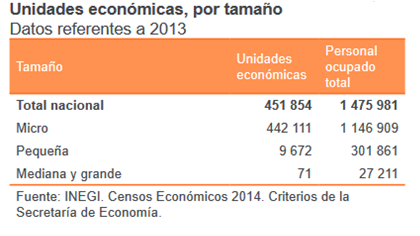 Unidades económicas, por tamaño
Datos referentes a 2013
Tamaño Unidades económicas Personal ocupado total
Total nacional 451 854 1 475 981
Micro 442 111 1 146 909
Pequeña 9 672 301 861
Mediana y grande 71 27 211
Fuente: INEGI. Censos Económicos 2014. Criterios de la
Secretaría de Economía.